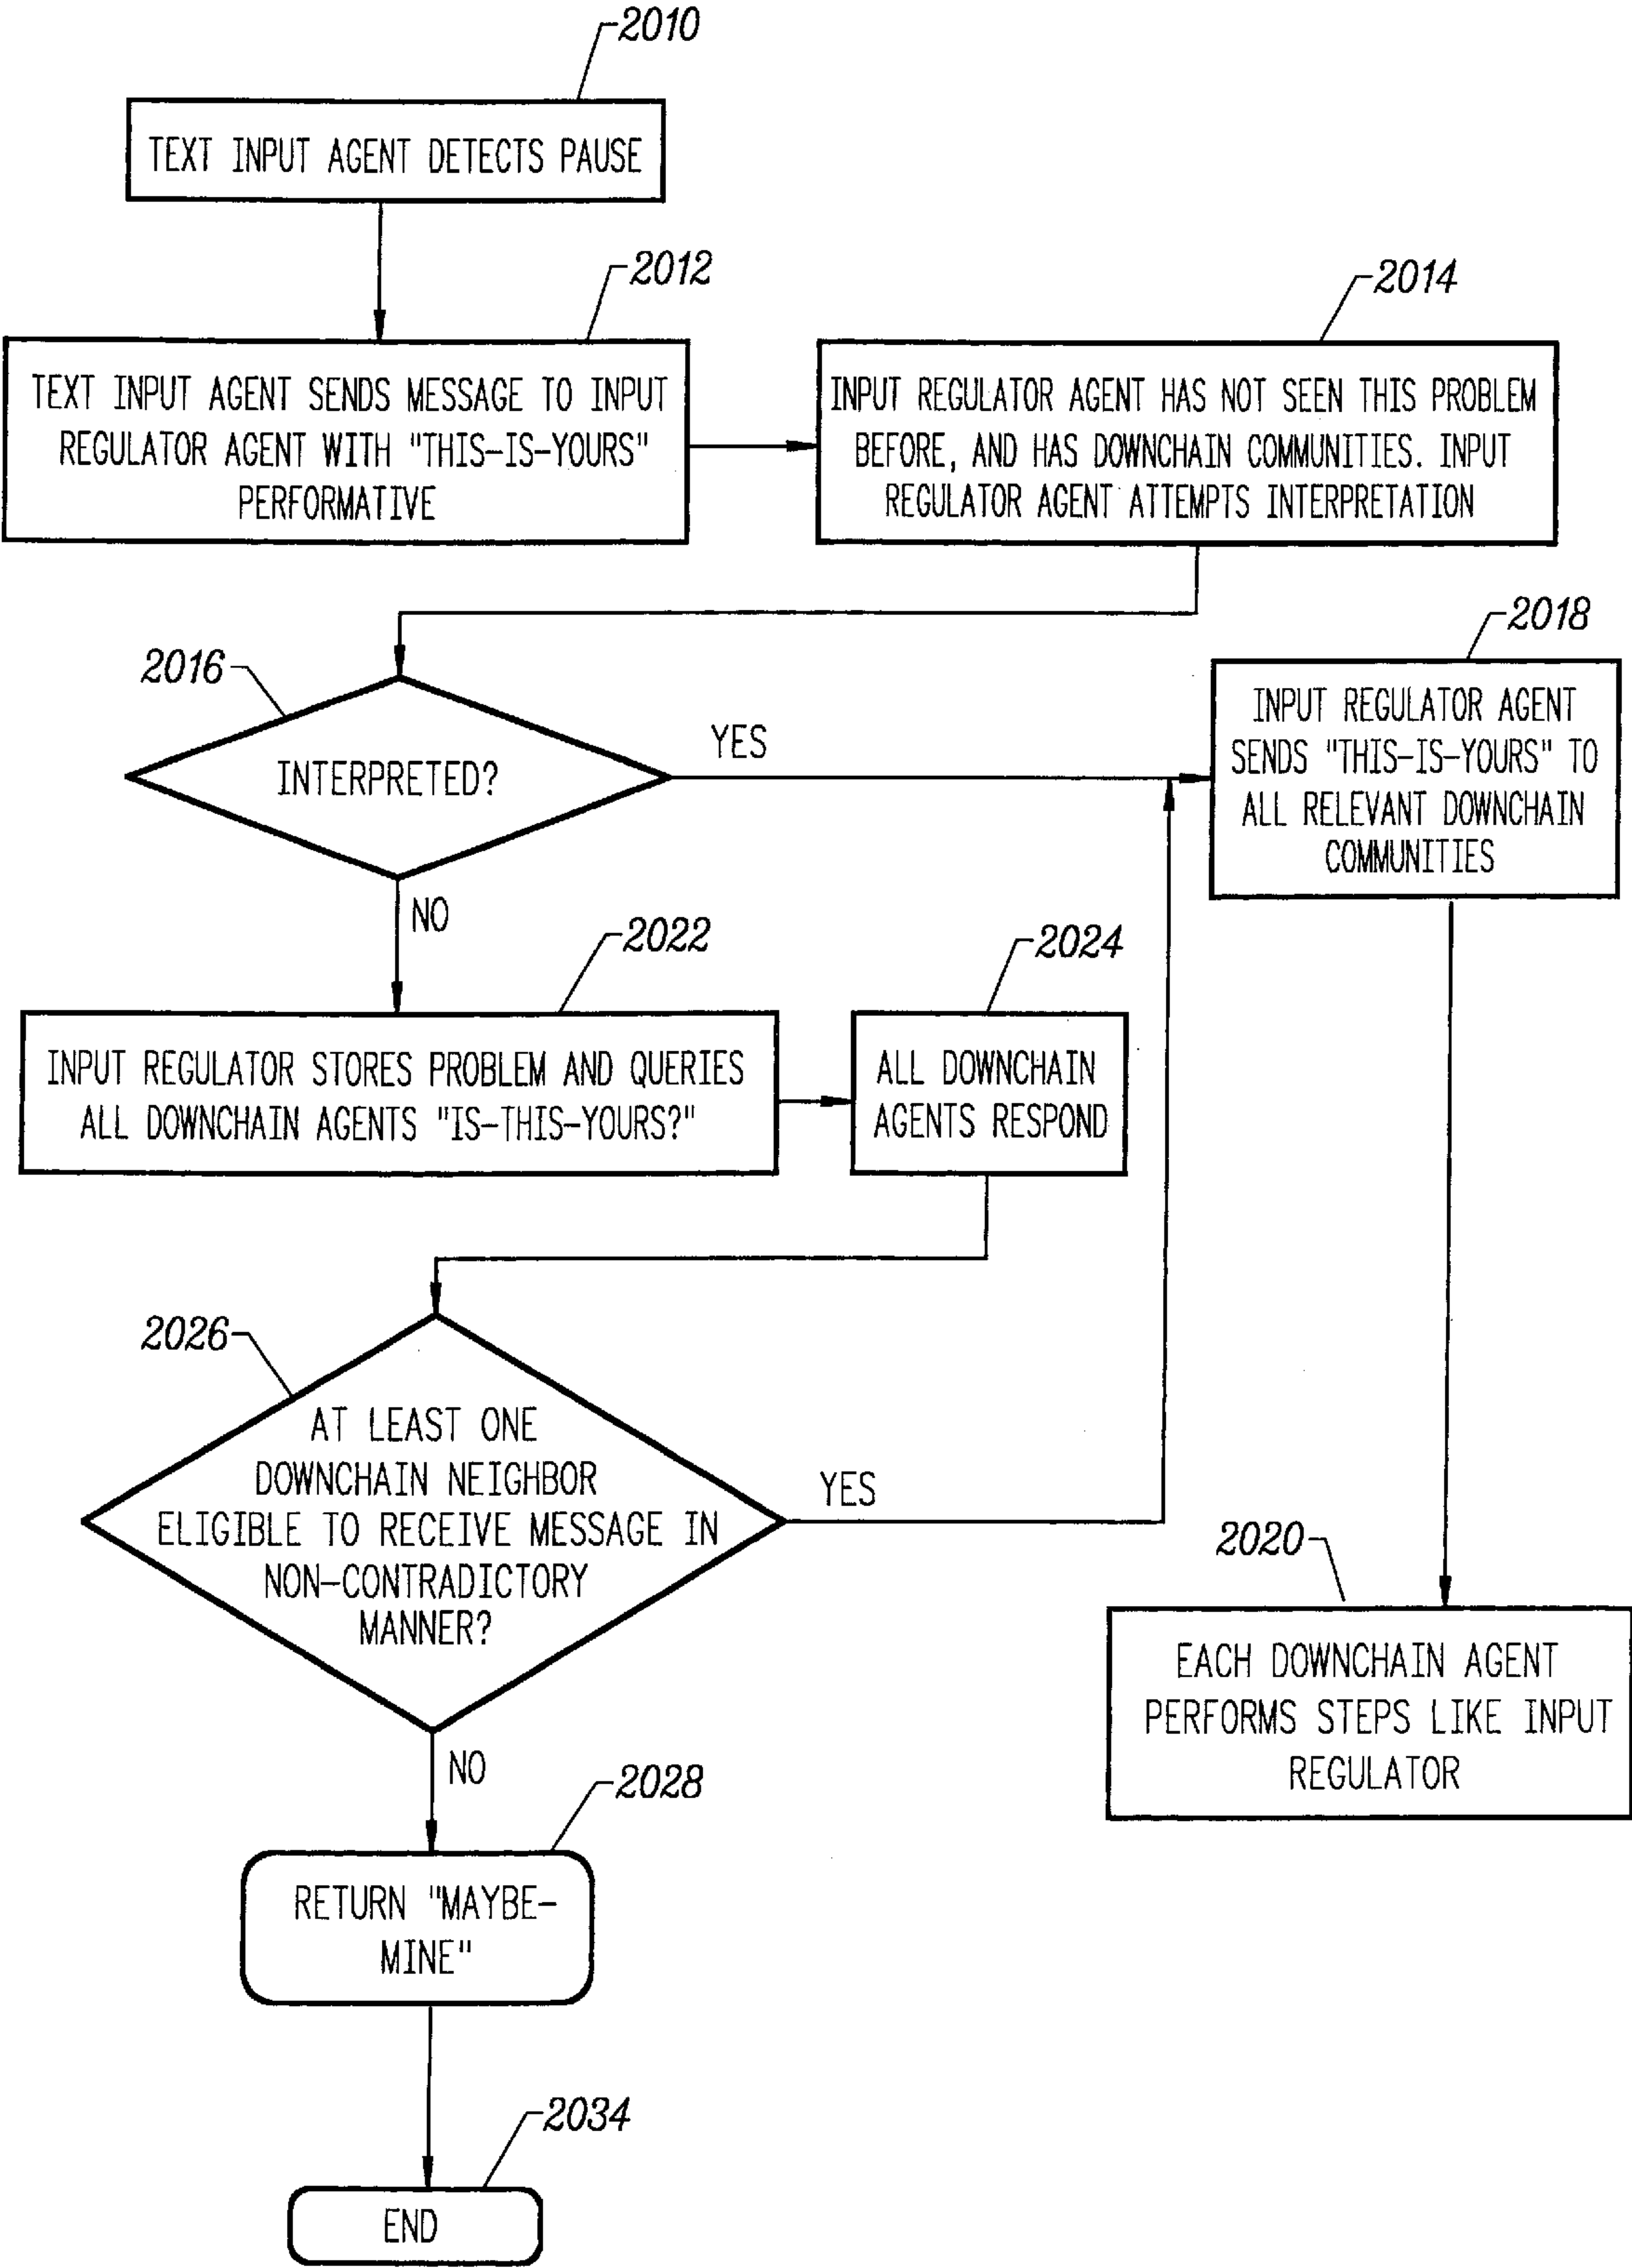 2010
TEXT INPUT AGENT DETECTS PAUSE
2012
TEXT INPUT AGENT SENDS MESSAGE TO INPUT
REGULATOR AGENT WITH "THIS-IS-YOURS"
PERFORMATIVE
2014
INPUT REGULATOR AGENT HAS NOT SEEN THIS PROBLEM
BEFORE, AND HAS DOWNCHAIN COMMUNITIES. INPUT
REGULATOR AGENT ATTEMPTS INTERPRETATION
2016
INTERPRETED?
YES
NO
2018
INPUT REGULATOR AGENT
SENDS "THIS-IS-YOURS" TO
ALL RELEVANT DOWNCHAIN
COMMUNITIES
2022
INPUT REGULATOR STORES PROBLEM AND QUERIES
ALL DOWNCHAIN AGENTS "IS-THIS-YOURS?"
2024
ALL DOWNCHAIN
AGENTS RESPOND
2026
AT LEAST ONE
DOWNCHAIN NEIGHBOR
ELIGIBLE TO RECEIVE MESSAGE IN
NON-CONTRADICTORY
MANNER?
YES
NO
2020
EACH DOWNCHAIN AGENT
PERFORMS STEPS LIKE INPUT
REGULATOR
2028
RETURN "MAYBE-
MINE"
2034
END